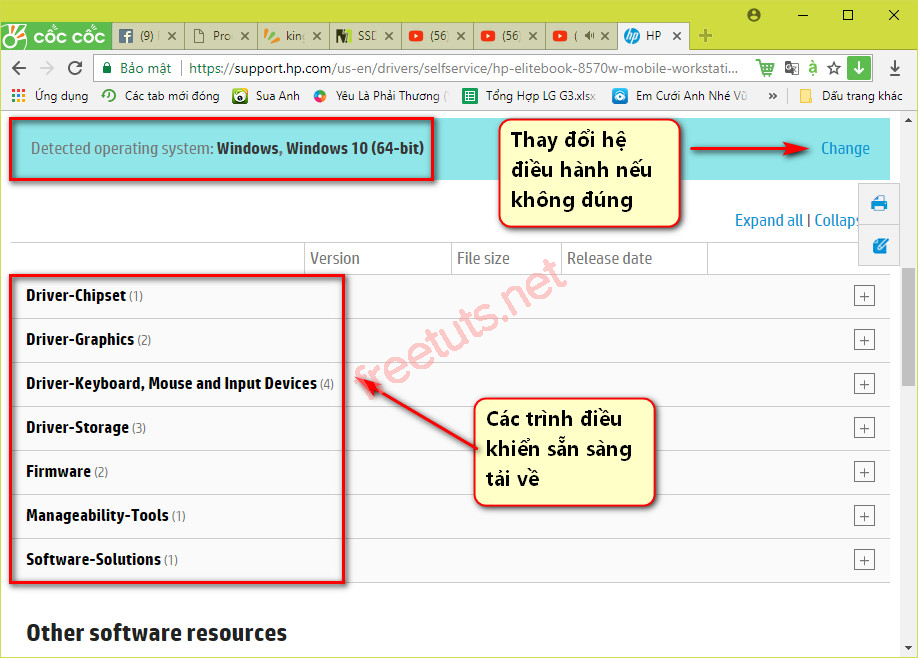 cốc cốc
(9)
Pro
king
SSD
(56
(56
(
HP
Bảo mật
https://support.hp.com/us-en/drivers/selfservice/hp-elitebook-8570w-mobile-workstati...
Ứng dụng
Các tab mới đóng
Sua Anh
Yêu Là Phải Thương (
Tổng Hợp LG G3.xlsx
Em Cưới Anh Nhé Vũ
»
Dấu trang khác
Detected operating system: Windows, Windows 10 (64-bit)
Thay đổi hệ
điều hành nếu
không đúng
Change
Expand all | Collaps
Version
File size
Release date
Driver-Chipset (1)
Driver-Graphics (2)
Driver-Keyboard, Mouse and Input Devices (4)
Driver-Storage (3)
Firmware (2)
Manageability-Tools (1)
Software-Solutions (1)
freetuts.net
Các trình điều
khiển sẵn sàng
tải về
Other software resources